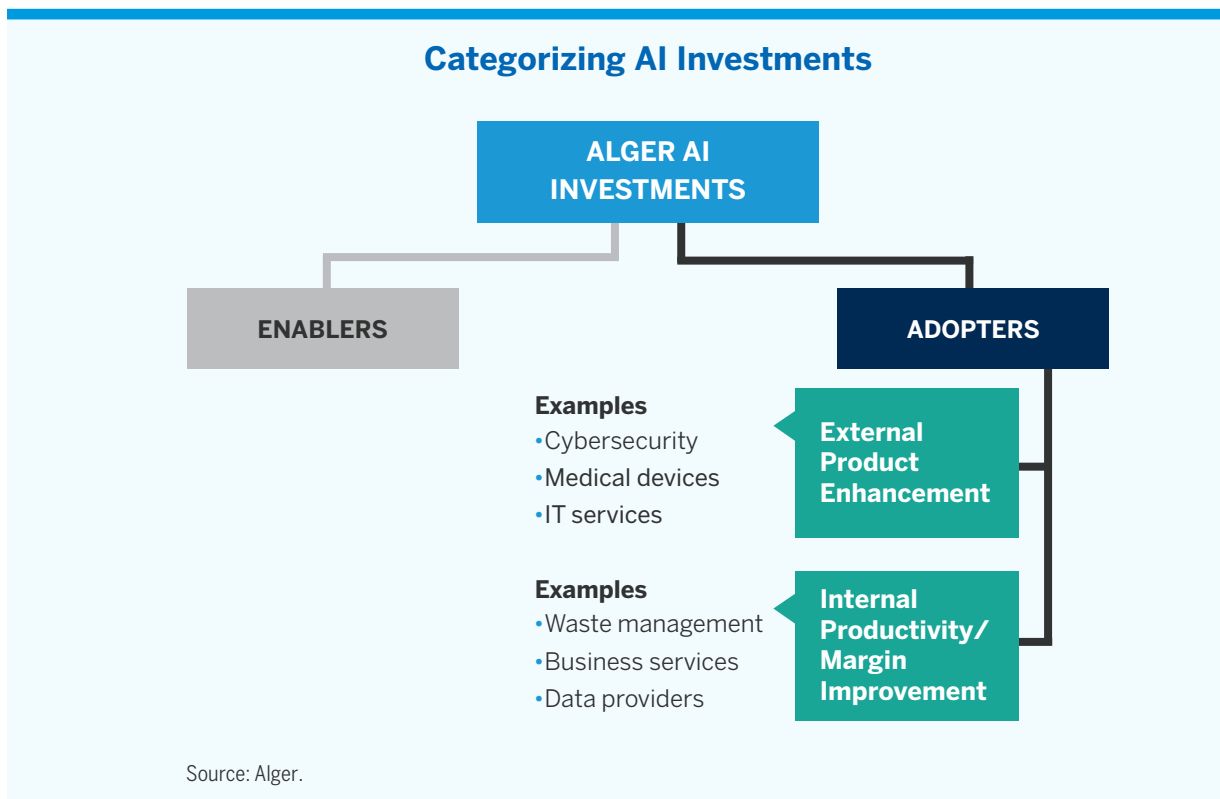 Categorizing AI Investments
ALGER AI
INVESTMENTS
ENABLERS
ADOPTERS
Examples
•Cybersecurity
•Medical devices
•IT services
External
Product
Enhancement
Examples
•Waste management
•Business services
•Data providers
Internal
Productivity/
Margin
Improvement
Source: Alger.